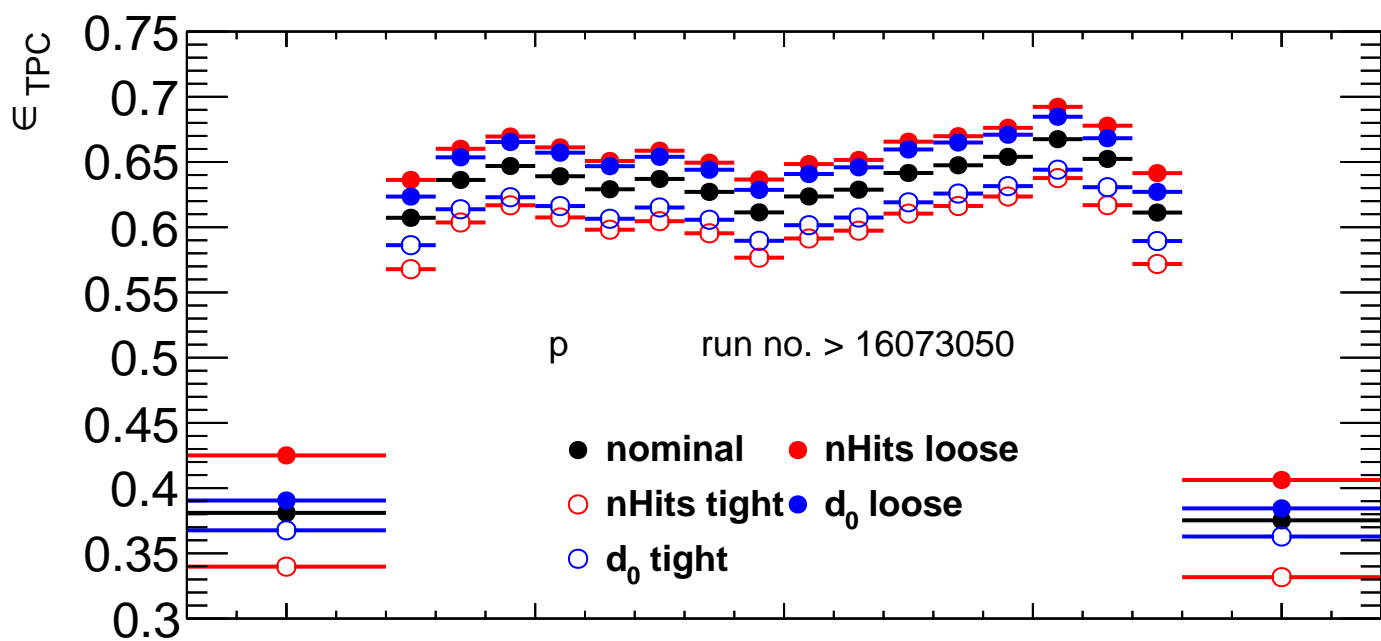 ∈ TPC
0.75
0.7
0.65
0.6
0.55
0.5
0.45
0.4
0.35
0.3
p run no. > 16073050
nominal nHits loose
nHits tight d₀ loose
d₀ tight